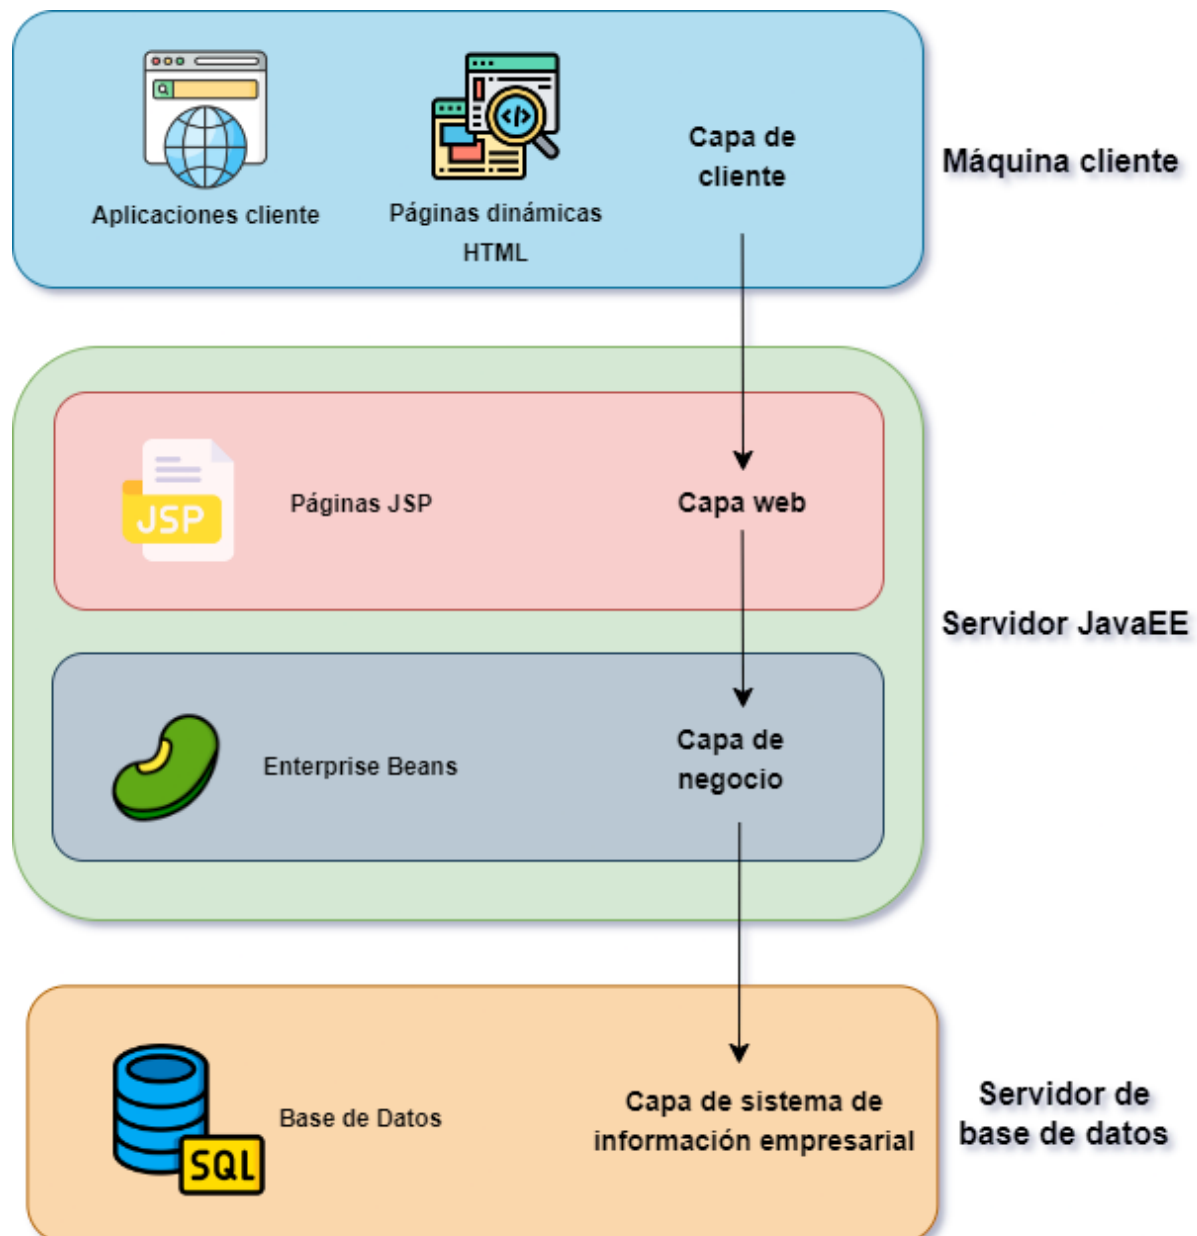 Aplicaciones cliente
Páginas dinámicas
HTML
Capa de
cliente
Máquina cliente
JSP
Páginas JSP
Capa web
Servidor JavaEE
Enterprise Beans
Capa de
negocio
SQL
Base de Datos
Capa de sistema de
información empresarial
Servidor de
base de datos